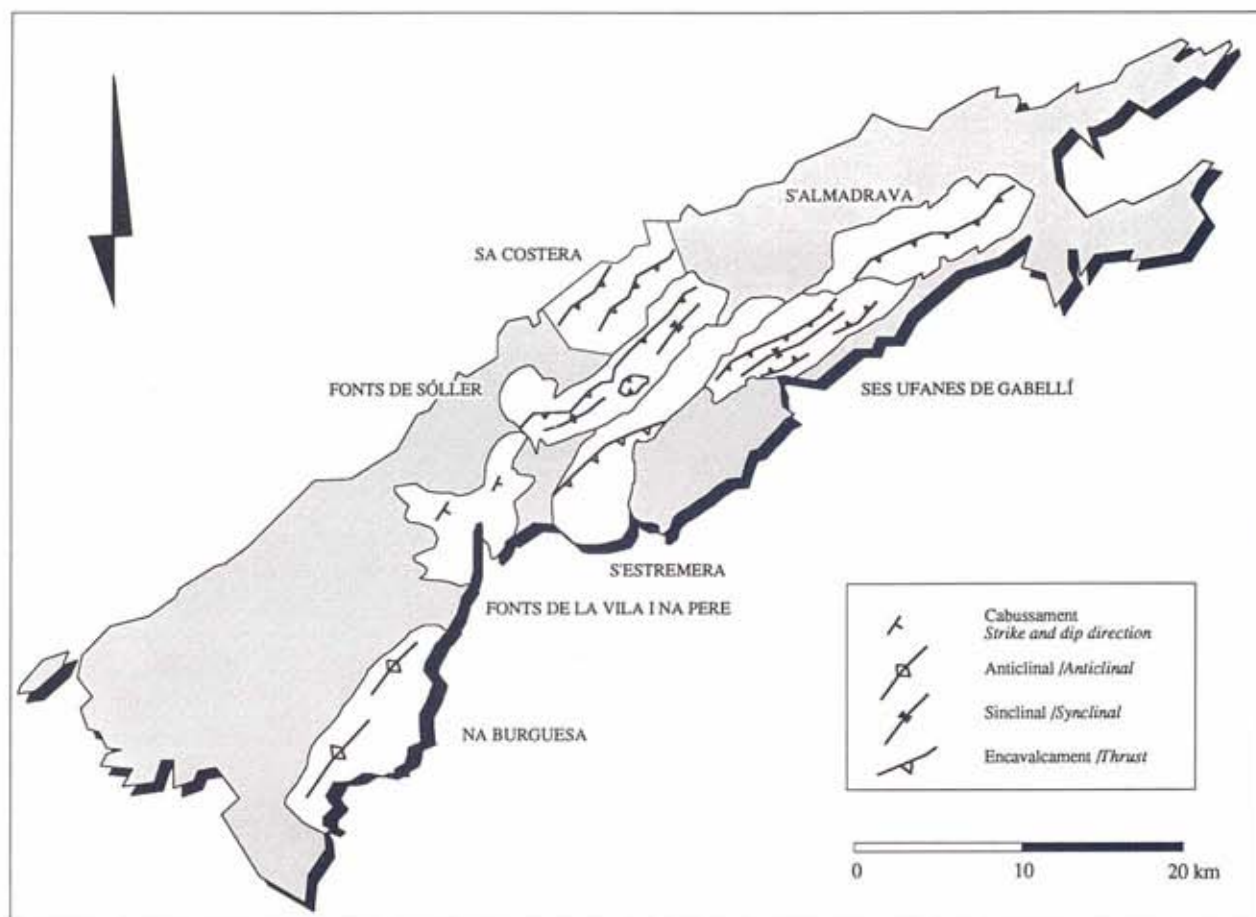 S'ALMADRAVA
SA COSTERA
FONTS DE SÓLLER
SES UFANES DE GABELLÍ
S'ESTREMERA
FONTS DE LA VILA I NA PERE
NA BURGUESA
Cabussament
Strike and dip direction
Anticlinal /Anticlinal
Sinclinal /Synclinal
Encavalcament /Thrust
0 10 20 km